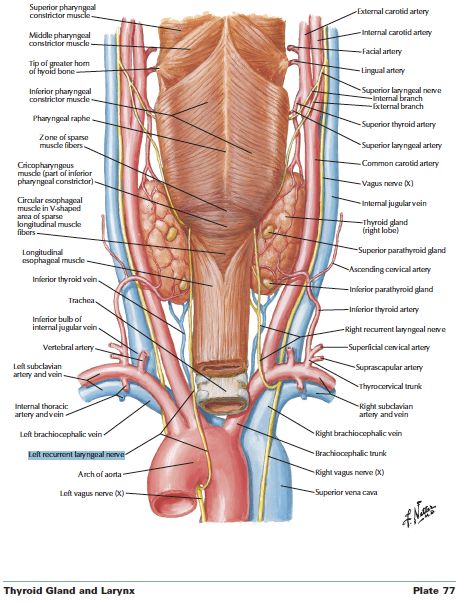 Superior pharyngeal
constrictor muscle
Middle pharyngeal
constrictor muscle
Tip of greater horn
of hyoid bone
Inferior pharyngeal
constrictor muscle
Pharyngeal raphe
Zone of sparse
muscle fibers
Cricopharyngeus
muscle (part of inferior
pharyngeal constrictor)
Circular esophageal
muscle in V-shaped
area of sparse
longitudinal muscle
fibers
Longitudinal
esophageal muscle
Inferior thyroid vein
Trachea
Inferior bulb of
internal jugular vein
Vertebral artery
Left subclavian
artery and vein
Internal thoracic
artery and vein
Left brachiocephalic vein
Left recurrent laryngeal nerve
Arch of aorta
Left vagus nerve (X)
External carotid artery
Internal carotid artery
Facial artery
Lingual artery
Superior laryngeal nerve
Internal branch
External branch
Superior thyroid artery
Superior laryngeal artery
Common carotid artery
Vagus nerve (X)
Internal jugular vein
Thyroid gland
(right lobe)
Superior parathyroid gland
Ascending cervical artery
Inferior parathyroid gland
Inferior thyroid artery
Right recurrent laryngeal nerve
Superficial cervical artery
Suprascapular artery
Thyrocervical trunk
Right subclavian
artery and vein
Right brachiocephalic vein
Brachiocephalic trunk
Right vagus nerve (X)
Superior vena cava
F. Netter
M.D.
Thyroid Gland and Larynx
Plate 77